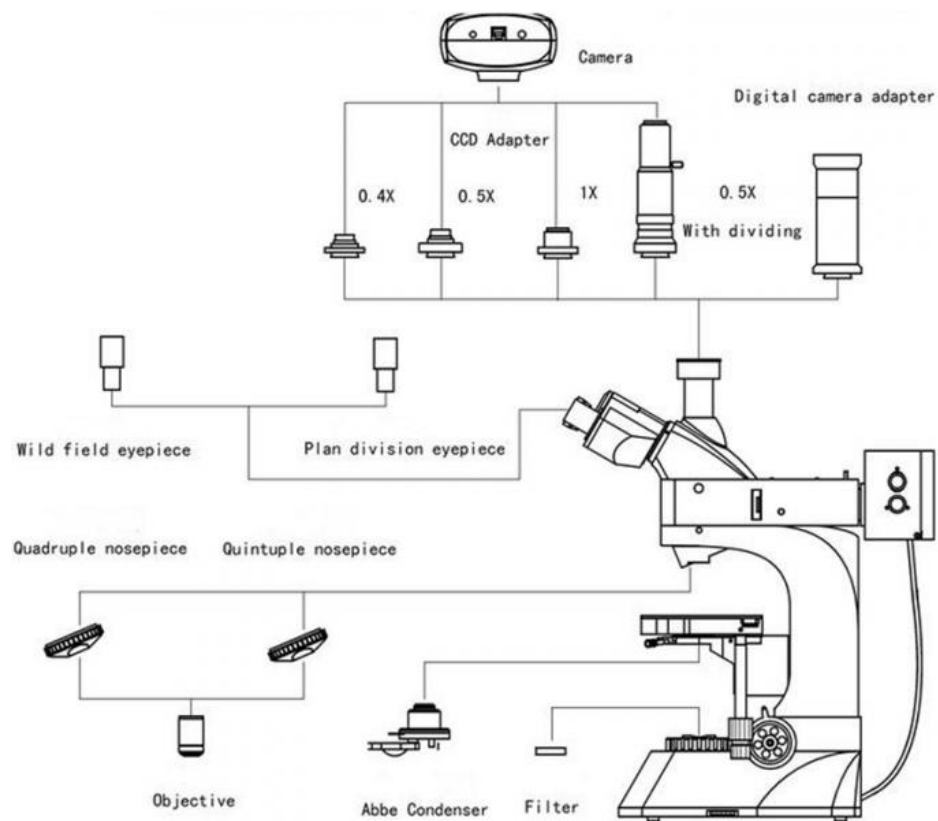 Camera
Digital camera adapter
CCD Adapter
0.4X
0.5X
1X
0.5X
With dividing
Wild field eyepiece
Plan division eyepiece
Quadruple nosepiece
Quintuple nosepiece
Objective
Abbe Condenser
Filter